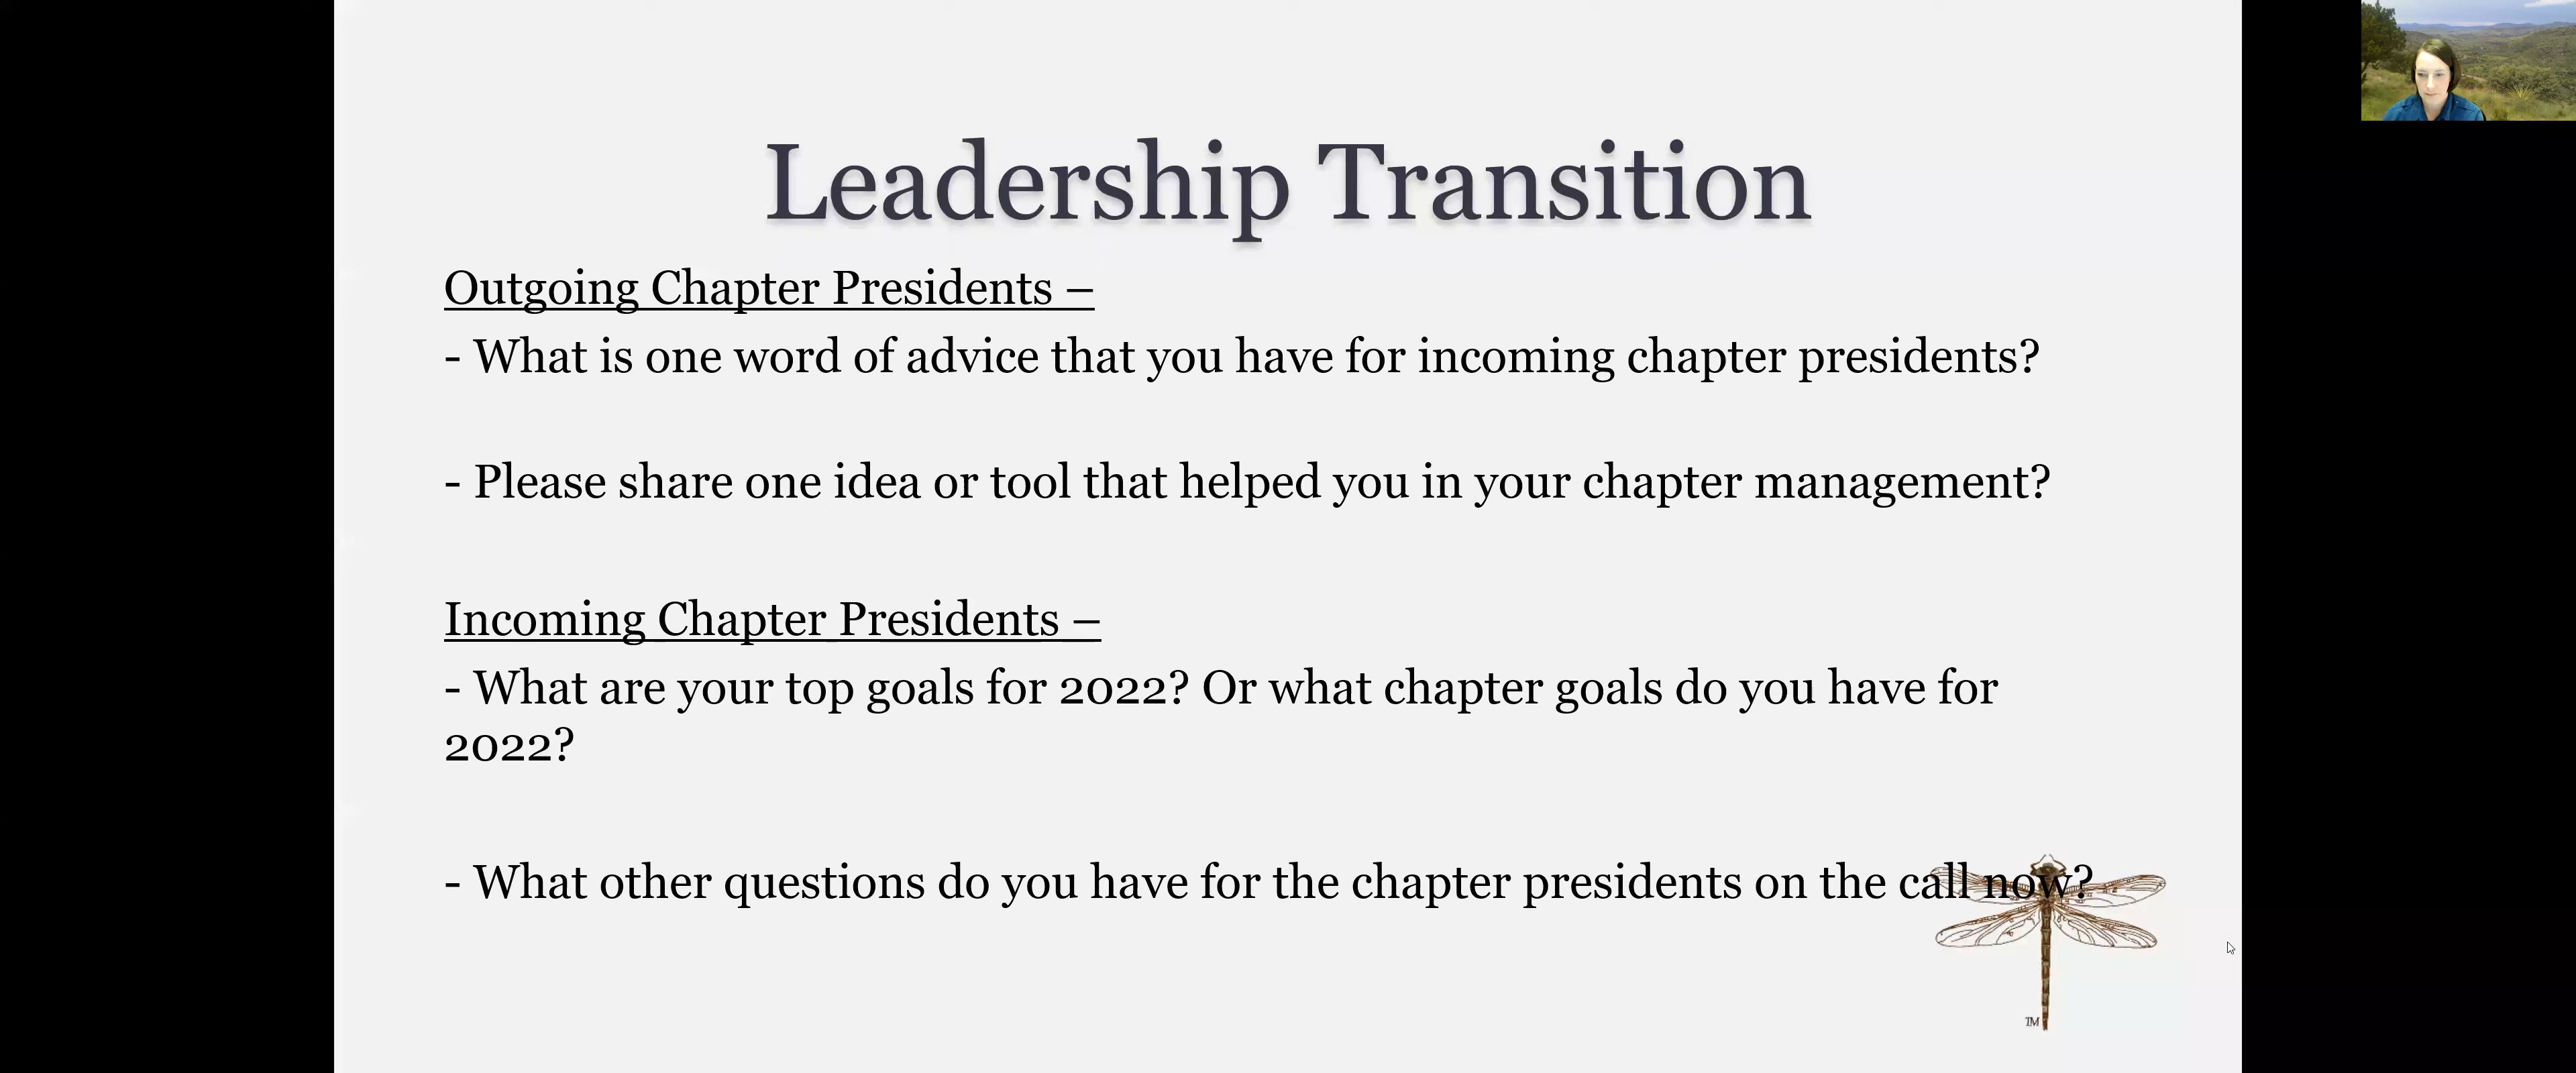 Leadership Transition
Outgoing Chapter Presidents –
- What is one word of advice that you have for incoming chapter presidents?
- Please share one idea or tool that helped you in your chapter management?
Incoming Chapter Presidents –
- What are your top goals for 2022? Or what chapter goals do you have for
2022?
- What other questions do you have for the chapter presidents on the call now?
TM